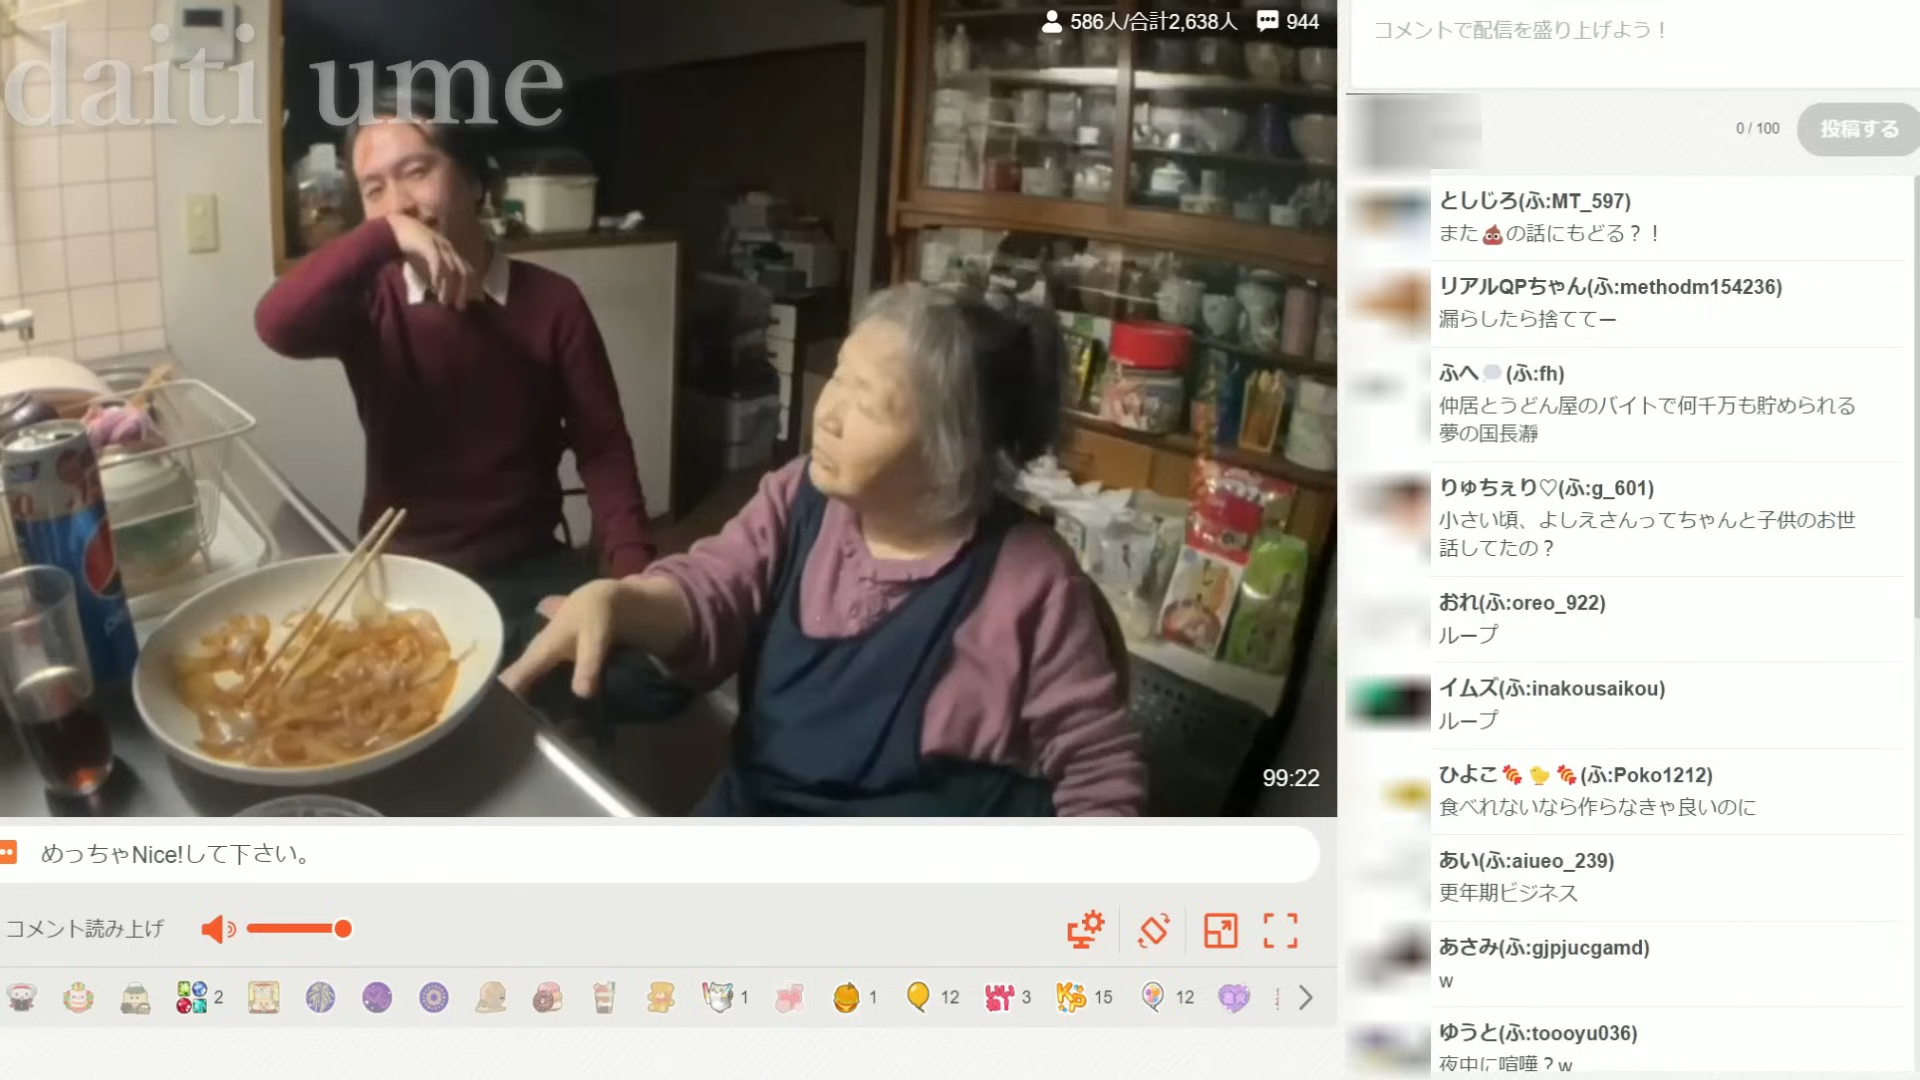 daiti ume
586人/合計2,638人 944
コメントで配信を盛り上げよう!
0 / 100 投稿する
としじろ(ふ:MT_597)
また💩の話にもどる?!
リアルQPちゃん(ふ:methodm154236)
漏らしたら捨ててー
ふへ💭(ふ:fh)
仲居とうどん屋のバイトで何千万も貯められる
夢の国長瀞
りゅちぇり♡(ふ:g_601)
小さい頃、よしえさんってちゃんと子供のお世
話してたの?
おれ(ふ:oreo_922)
ループ
イムズ(ふ:inakousaikou)
ループ
ひよこ🍖🐤🍖(ふ:Poko1212)
食べれないなら作らなきゃ良いのに
あい(ふ:aiueo_239)
更年期ビジネス
あさみ(ふ:gjpjucgamd)
w
ゆうと(ふ:toooyu036)
夜中に喧嘩?w
99:22
めっちゃNice!して下さい。
コメント読み上げ
2 1 1 12 3 15 12